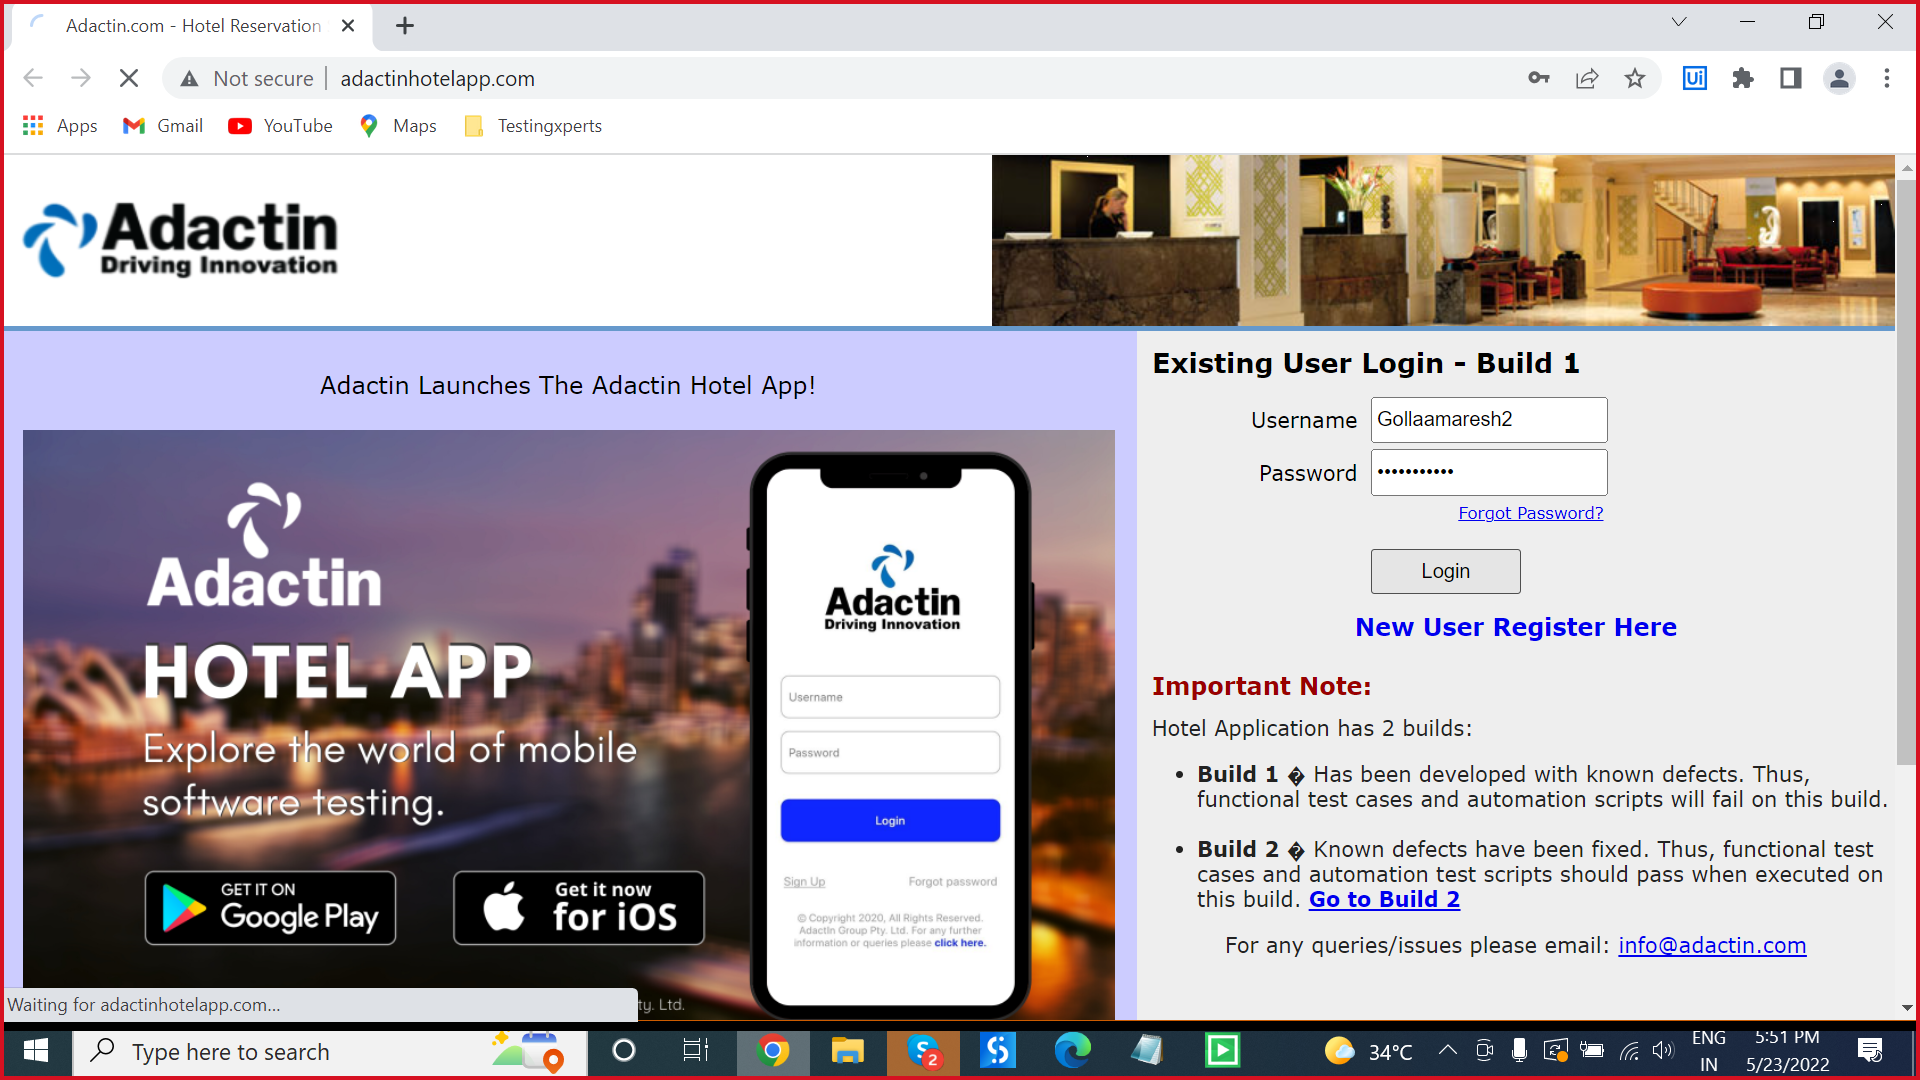 Adactin.com - Hotel Reservation
Not secure
adactinhotelapp.com
Ui
Apps
Gmail
YouTube
Maps
Testingxperts
Adactin
Driving Innovation
Adactin Launches The Adactin Hotel App!
Adactin
HOTEL APP
Explore the world of mobile
software testing.
GET IT ON
Google Play
Get it now
for iOS
Adactin
Driving Innovation
Username
Password
Login
Sign Up
Forgot password
© Copyright 2020, All Rights Reserved.
AdactIn Group Pty. Ltd. For any further
information or queries please click here.
ty. Ltd.
Existing User Login - Build 1
Username
Gollaamaresh2
Password
•••••••••••
Forgot Password?
Login
New User Register Here
Important Note:
Hotel Application has 2 builds:
• Build 1 � Has been developed with known defects. Thus,
functional test cases and automation scripts will fail on this build.
• Build 2 � Known defects have been fixed. Thus, functional test
cases and automation test scripts should pass when executed on
this build. Go to Build 2
For any queries/issues please email: info@adactin.com
Waiting for adactinhotelapp.com...
Type here to search
S
2
34°C
ENG
IN
5:51 PM
5/23/2022